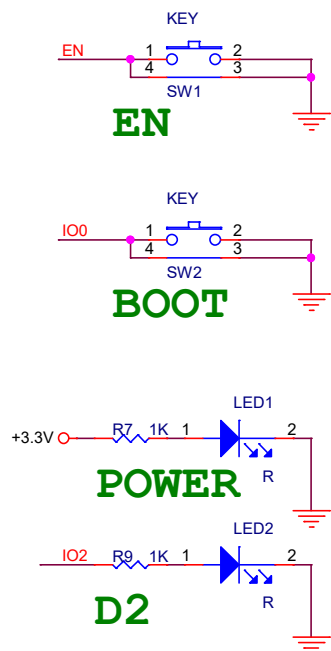 KEY
EN 1 2
4 3
SW1
EN
KEY
IO0 1 2
4 3
SW2
BOOT
LED1
+3.3V R7 1K 1 2
R
POWER
LED2
IO2 R9 1K 1 2
R
D2